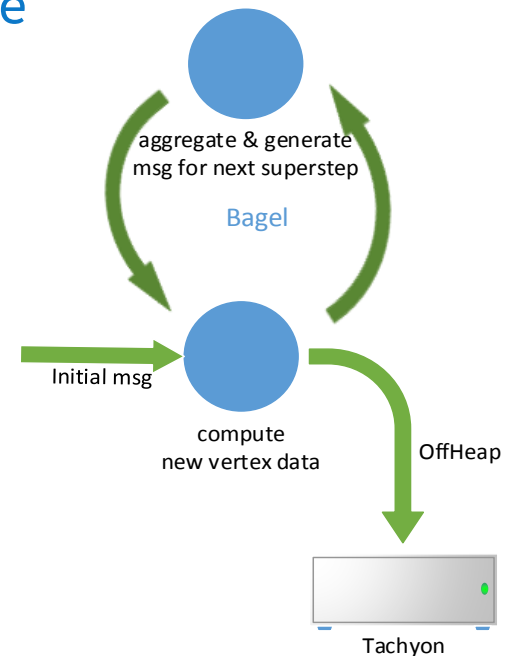 e
aggregate & generate
msg for next superstep
Bagel
Initial msg
compute
new vertex data
OffHeap
Tachyon